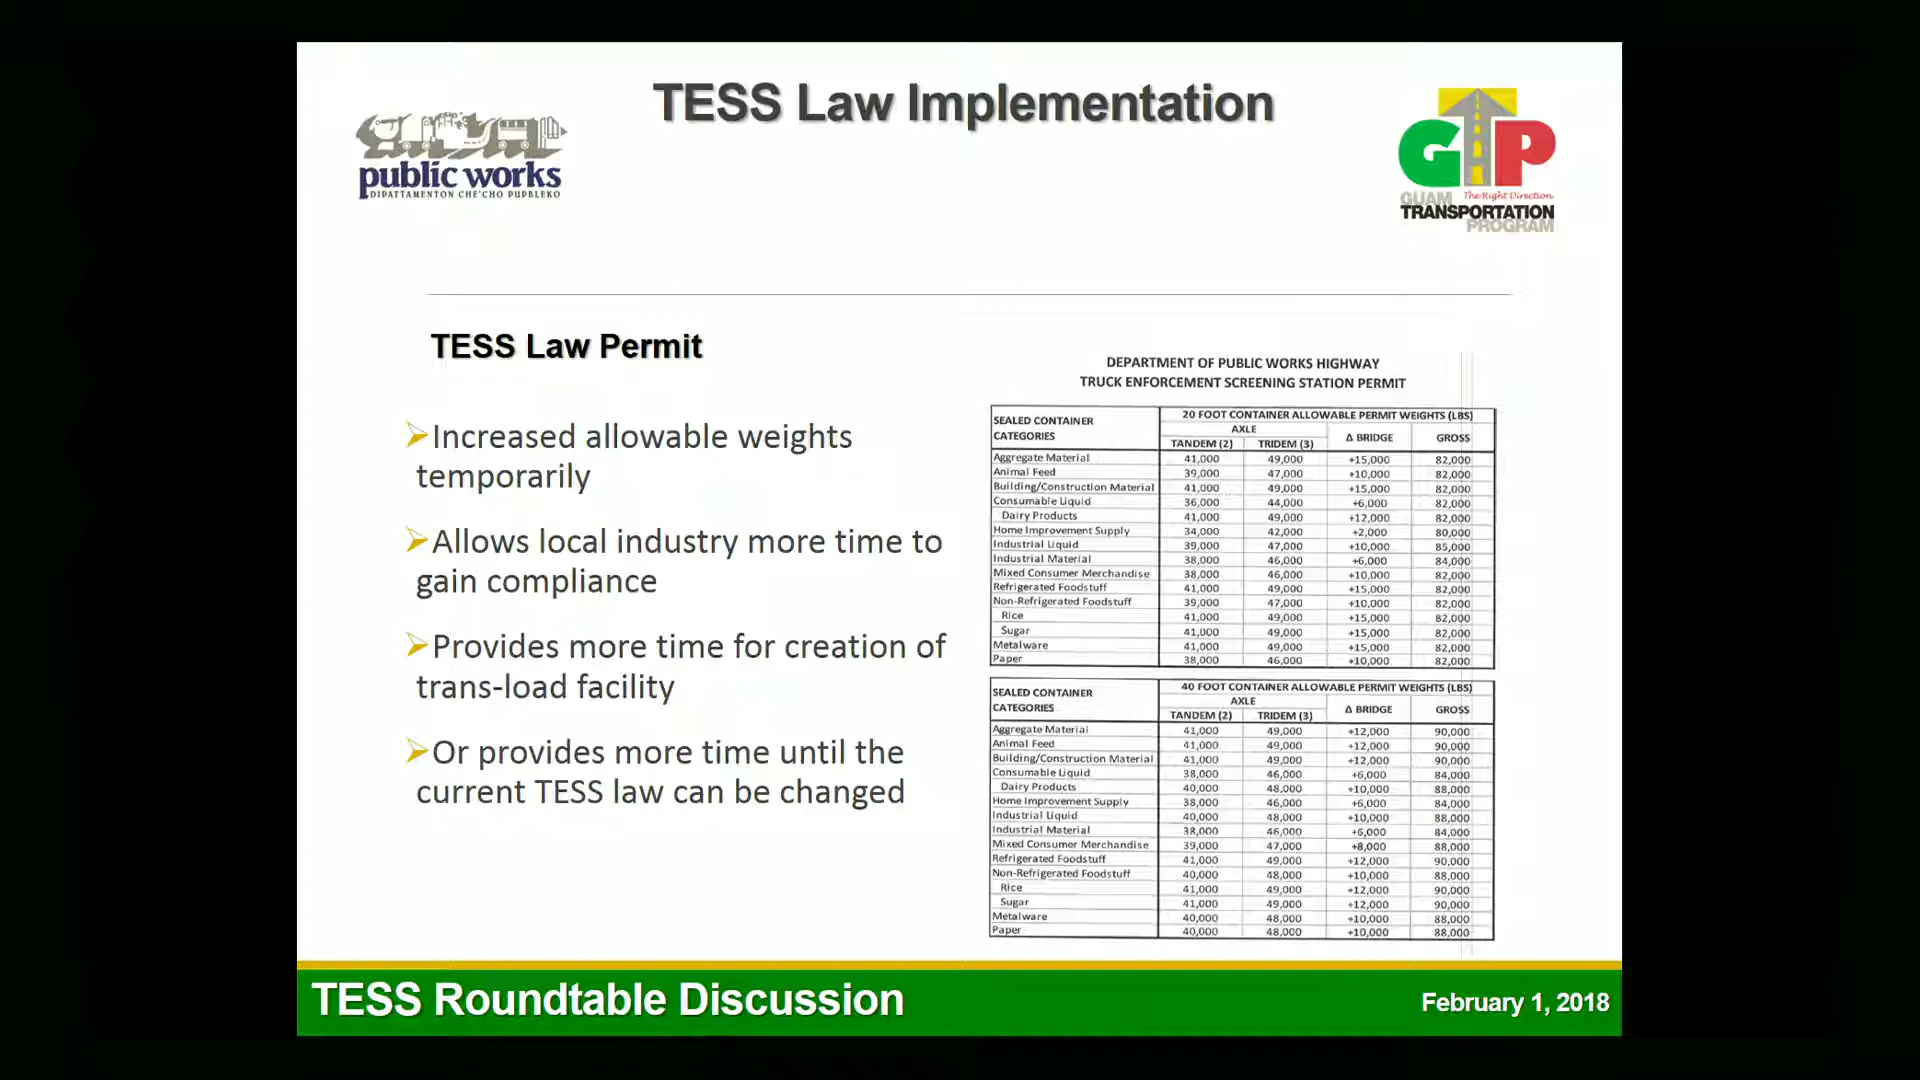 TESS Law Implementation
public works
DIPATTAMENTON CHE'CHO PUPBLEKO
GTP
The Right Direction
GUAM
TRANSPORTATION
PROGRAM
TESS Law Permit
Increased allowable weights
temporarily
Allows local industry more time to
gain compliance
Provides more time for creation of
trans-load facility
Or provides more time until the
current TESS law can be changed
DEPARTMENT OF PUBLIC WORKS HIGHWAY
TRUCK ENFORCEMENT SCREENING STATION PERMIT
SEALED CONTAINER CATEGORIES 20 FOOT CONTAINER ALLOWABLE PERMIT WEIGHTS (LBS)
AXLE Δ BRIDGE GROSS
TANDEM (2) TRIDEM (3)
Aggregate Material 41,000 49,000 +15,000 82,000
Animal Feed 39,000 47,000 +10,000 82,000
Building/Construction Material 41,000 49,000 +15,000 82,000
Consumable Liquid 36,000 44,000 +6,000 82,000
Dairy Products 41,000 49,000 +12,000 82,000
Home Improvement Supply 34,000 42,000 +2,000 80,000
Industrial Liquid 39,000 47,000 +10,000 85,000
Industrial Material 38,000 46,000 +6,000 84,000
Mixed Consumer Merchandise 38,000 46,000 +10,000 82,000
Refrigerated Foodstuff 41,000 49,000 +15,000 82,000
Non-Refrigerated Foodstuff 39,000 47,000 +10,000 82,000
Rice 41,000 49,000 +15,000 82,000
Sugar 41,000 49,000 +15,000 82,000
Metalware 41,000 49,000 +15,000 82,000
Paper 38,000 46,000 +10,000 82,000
SEALED CONTAINER CATEGORIES 40 FOOT CONTAINER ALLOWABLE PERMIT WEIGHTS (LBS)
AXLE Δ BRIDGE GROSS
TANDEM (2) TRIDEM (3)
Aggregate Material 41,000 49,000 +12,000 90,000
Animal Feed 41,000 49,000 +12,000 90,000
Building/Construction Material 41,000 49,000 +12,000 90,000
Consumable Liquid 38,000 46,000 +6,000 84,000
Dairy Products 40,000 48,000 +10,000 88,000
Home Improvement Supply 38,000 46,000 +6,000 84,000
Industrial Liquid 40,000 48,000 +10,000 88,000
Industrial Material 38,000 46,000 +6,000 84,000
Mixed Consumer Merchandise 39,000 47,000 +8,000 88,000
Refrigerated Foodstuff 41,000 49,000 +12,000 90,000
Non-Refrigerated Foodstuff 40,000 48,000 +10,000 88,000
Rice 41,000 49,000 +12,000 90,000
Sugar 41,000 49,000 +12,000 90,000
Metalware 40,000 48,000 +10,000 88,000
Paper 40,000 48,000 +10,000 88,000
TESS Roundtable Discussion
February 1, 2018